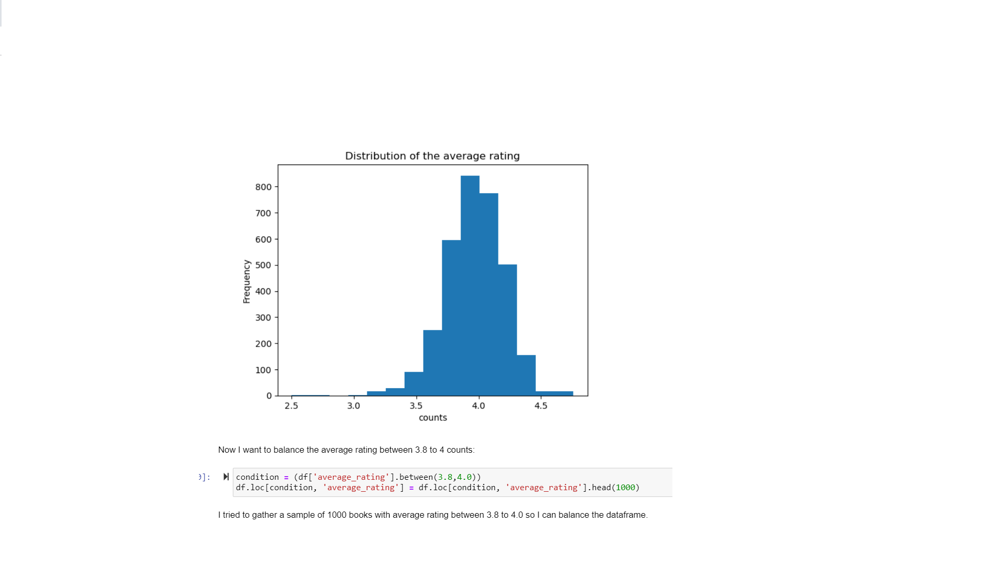 Distribution of the average rating
800
700
600
500
400
300
200
100
0
Frequency
2.5 3.0 3.5 4.0 4.5
counts
Now I want to balance the average rating between 3.8 to 4 counts:
]: condition = (df['average_rating'].between(3.8,4.0))
df.loc[condition, 'average_rating'] = df.loc[condition, 'average_rating'].head(1000)
I tried to gather a sample of 1000 books with average rating between 3.8 to 4.0 so I can balance the dataframe.